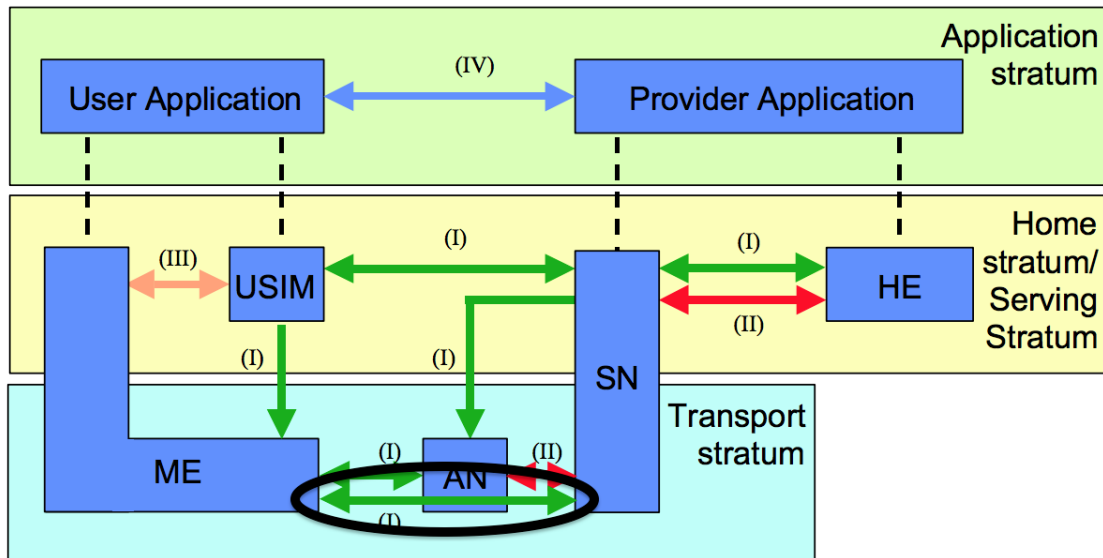 Application
stratum
(IV)
User Application
Provider Application
Home
stratum/
Serving
Stratum
(III)
(I)
(I)
USIM
HE
(II)
(I)
(I)
SN
Transport
stratum
ME
(I)
AN
(II)
(I)